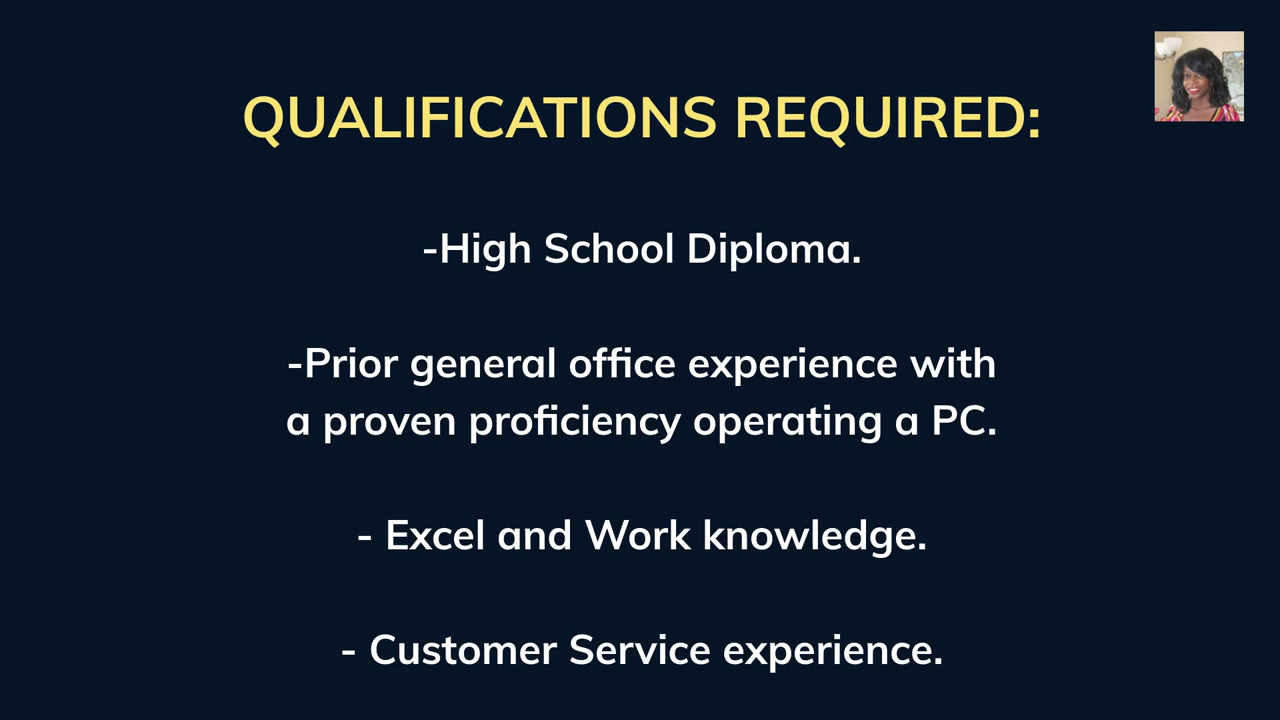 QUALIFICATIONS REQUIRED:
-High School Diploma.
-Prior general office experience with
a proven proficiency operating a PC.
- Excel and Work knowledge.
- Customer Service experience.